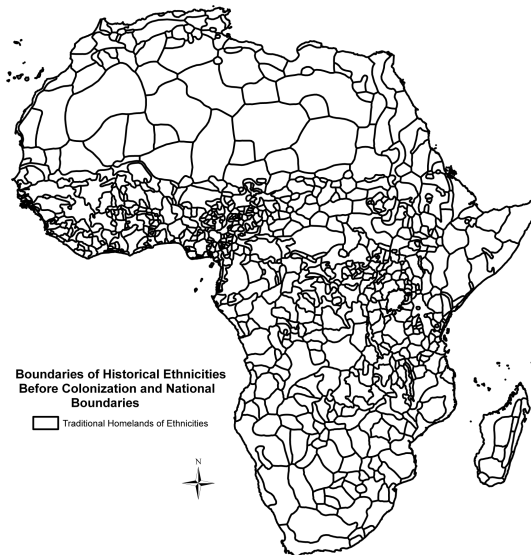 Boundaries of Historical Ethnicities
Before Colonization and National
Boundaries
Traditional Homelands of Ethnicities
N